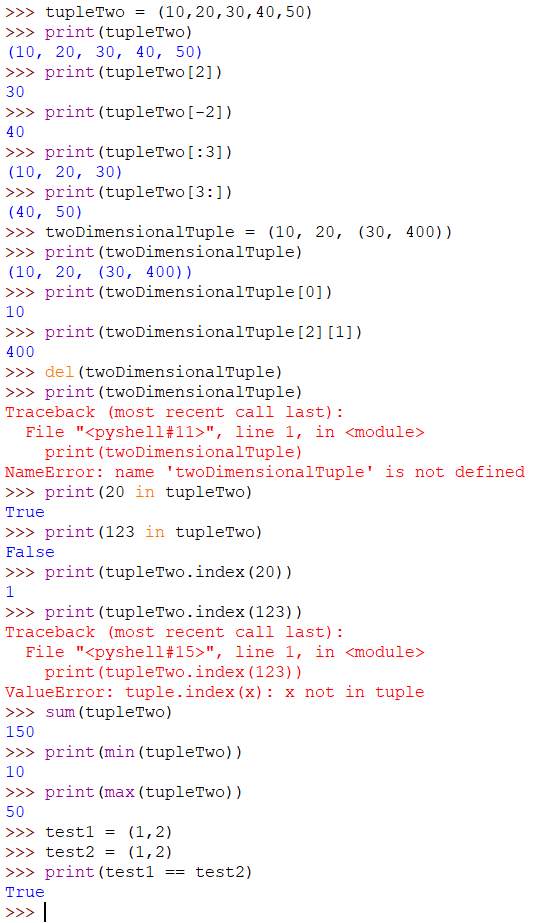 >>> tupleTwo = (10,20,30,40,50)
>>> print(tupleTwo)
(10, 20, 30, 40, 50)
>>> print(tupleTwo[2])
30
>>> print(tupleTwo[-2])
40
>>> print(tupleTwo[:3])
(10, 20, 30)
>>> print(tupleTwo[3:])
(40, 50)
>>> twoDimensionalTuple = (10, 20, (30, 400))
>>> print(twoDimensionalTuple)
(10, 20, (30, 400))
>>> print(twoDimensionalTuple[0])
10
>>> print(twoDimensionalTuple[2][1])
400
>>> del(twoDimensionalTuple)
>>> print(twoDimensionalTuple)
Traceback (most recent call last):
  File "<pyshell#11>", line 1, in <module>
    print(twoDimensionalTuple)
NameError: name 'twoDimensionalTuple' is not defined
>>> print(20 in tupleTwo)
True
>>> print(123 in tupleTwo)
False
>>> print(tupleTwo.index(20))
1
>>> print(tupleTwo.index(123))
Traceback (most recent call last):
  File "<pyshell#15>", line 1, in <module>
    print(tupleTwo.index(123))
ValueError: tuple.index(x): x not in tuple
>>> sum(tupleTwo)
150
>>> print(min(tupleTwo))
10
>>> print(max(tupleTwo))
50
>>> test1 = (1,2)
>>> test2 = (1,2)
>>> print(test1 == test2)
True
>>>